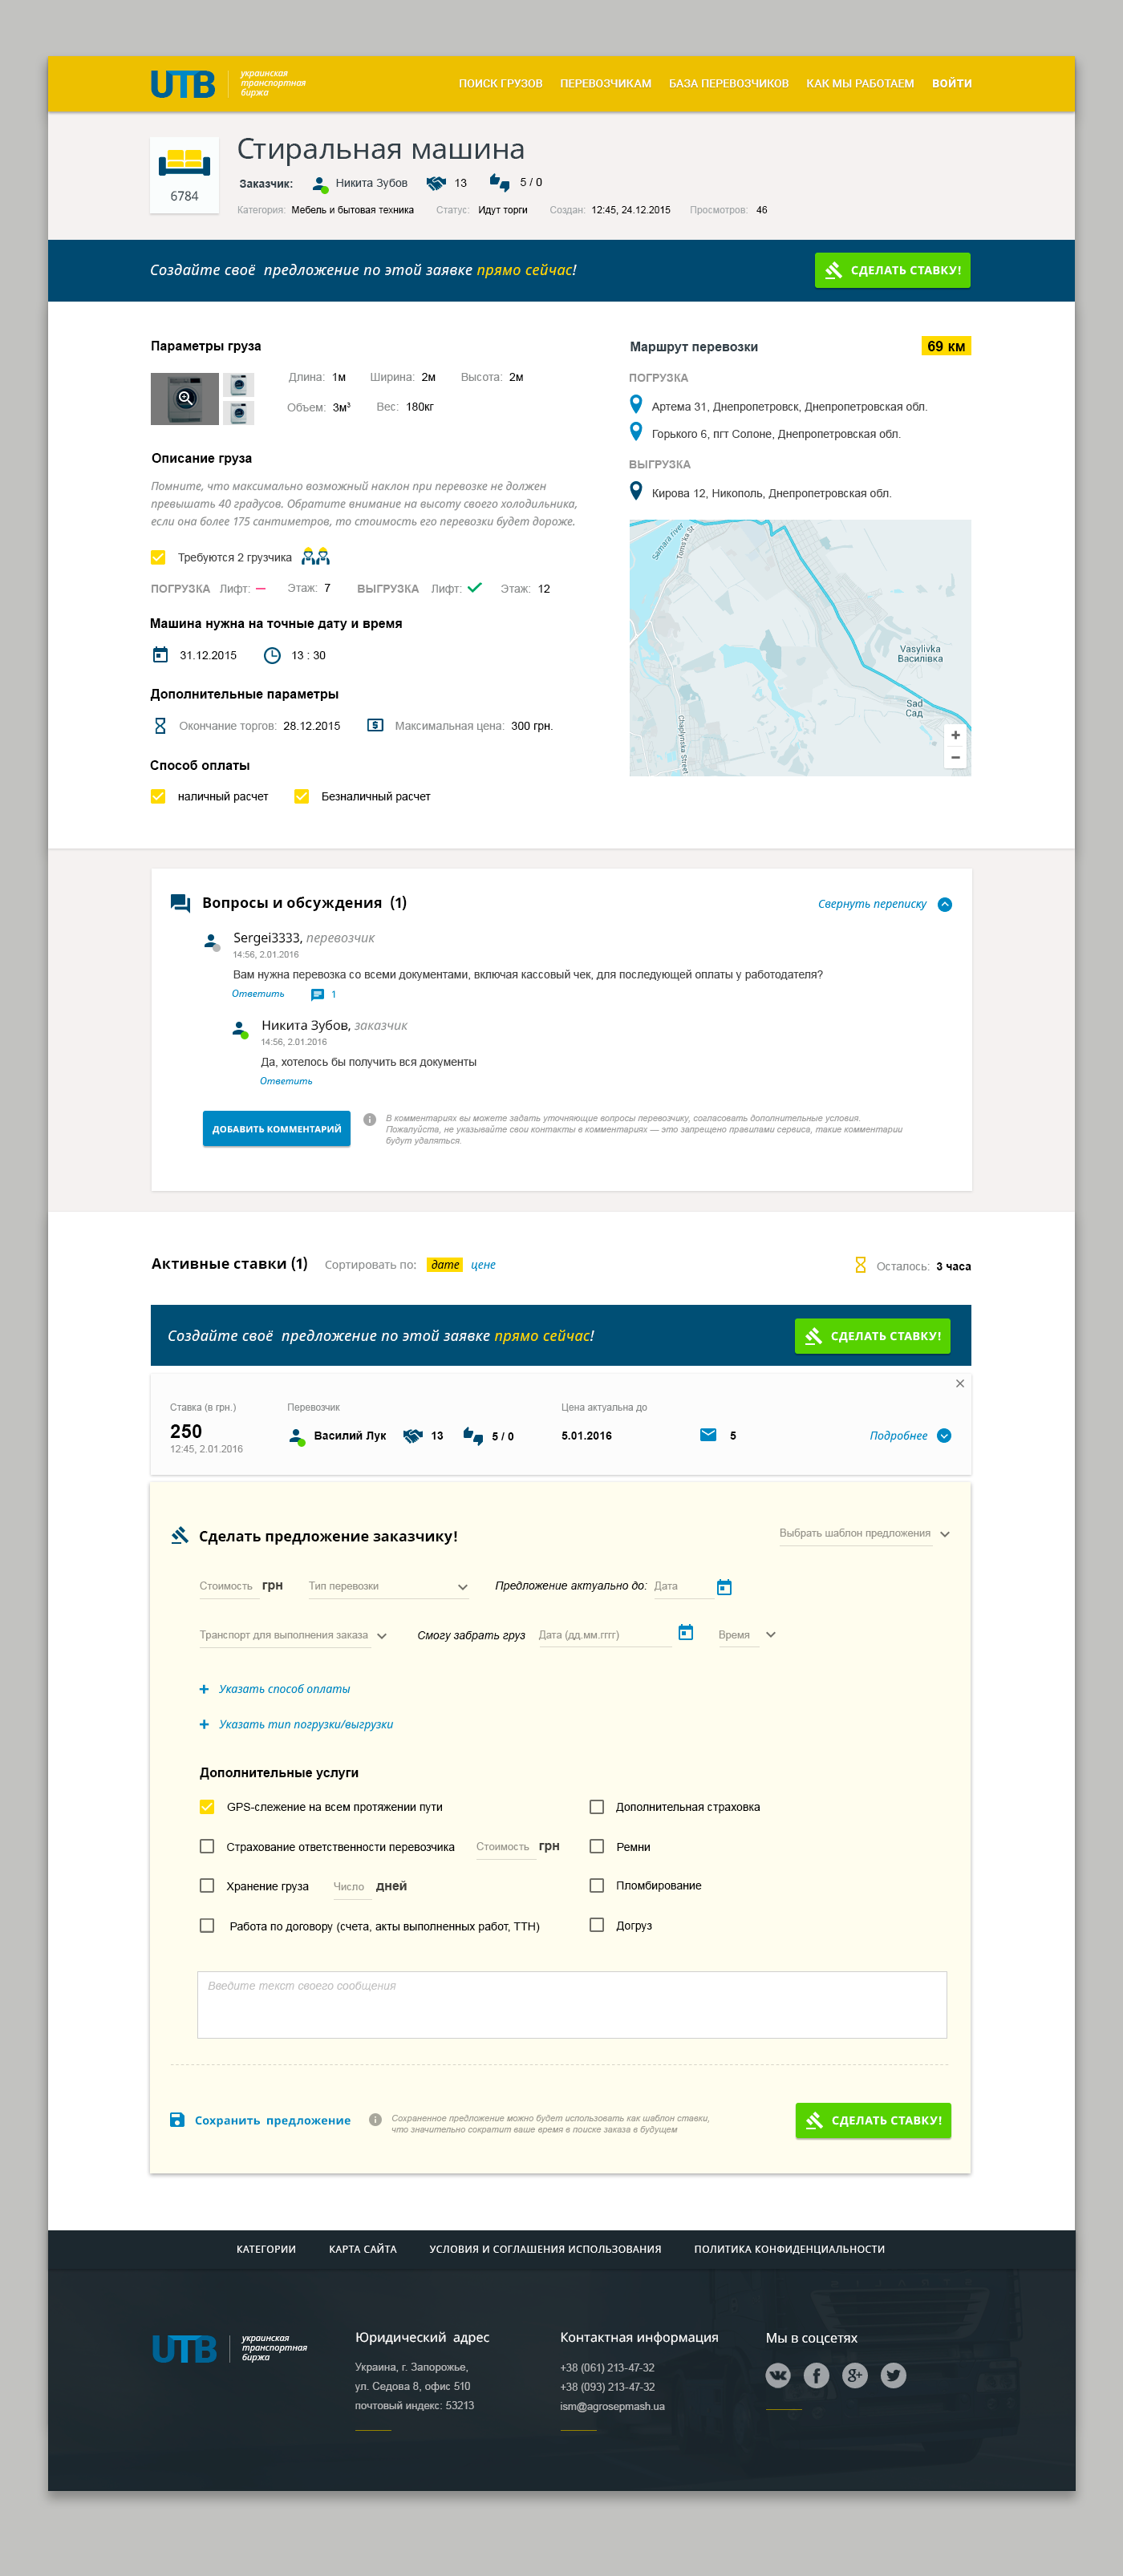 UTB
украинская
транспортная
биржа
ПОИСК ГРУЗОВ ПЕРЕВОЗЧИКАМ БАЗА ПЕРЕВОЗЧИКОВ КАК МЫ РАБОТАЕМ ВОЙТИ
Стиральная машина
Заказчик: Никита Зубов 13 5 / 0
6784
Категория: Мебель и бытовая техника Статус: Идут торги Создан: 12:45, 24.12.2015 Просмотров: 46
Создайте своё предложение по этой заявке прямо сейчас!
СДЕЛАТЬ СТАВКУ!
Параметры груза
Длина: 1м Ширина: 2м Высота: 2м
Объем: 3м³ Вес: 180кг
Описание груза
Помните, что максимально возможный наклон при перевозке не должен
превышать 40 градусов. Обратите внимание на высоту своего холодильника,
если она более 175 сантиметров, то стоимость его перевозки будет дороже.
Требуются 2 грузчика
ПОГРУЗКА Лифт: Этаж: 7 ВЫГРУЗКА Лифт: Этаж: 12
Машина нужна на точные дату и время
31.12.2015 13 : 30
Дополнительные параметры
Окончание торгов: 28.12.2015 Максимальная цена: 300 грн.
Способ оплаты
наличный расчет Безналичный расчет
Маршрут перевозки 69 км
ПОГРУЗКА
Артема 31, Днепропетровск, Днепропетровская обл.
Горького 6, пгт Солоне, Днепропетровская обл.
ВЫГРУЗКА
Кирова 12, Никополь, Днепропетровская обл.
Samara river
Toms'ka St
Vasylivka
Василівка
Sad
Сад
Chaplynska Street
+
−
Вопросы и обсуждения (1)
Свернуть переписку
Sergei3333, перевозчик
14:56, 2.01.2016
Вам нужна перевозка со всеми документами, включая кассовый чек, для последующей оплаты у работодателя?
Ответить 1
Никита Зубов, заказчик
14:56, 2.01.2016
Да, хотелось бы получить вся документы
Ответить
ДОБАВИТЬ КОММЕНТАРИЙ
В комментариях вы можете задать уточняющие вопросы перевозчику, согласовать дополнительные условия.
Пожалуйста, не указывайте свои контакты в комментариях — это запрещено правилами сервиса, такие комментарии
будут удаляться.
Активные ставки (1) Сортировать по: дате цене
Осталось: 3 часа
Создайте своё предложение по этой заявке прямо сейчас!
СДЕЛАТЬ СТАВКУ!
Ставка (в грн.) Перевозчик Цена актуальна до
250 Василий Лук 13 5 / 0 5.01.2016 5 Подробнее
12:45, 2.01.2016
Сделать предложение заказчику!
Выбрать шаблон предложения
Стоимость грн Тип перевозки Предложение актуально до: Дата
Транспорт для выполнения заказа Смогу забрать груз Дата (дд.мм.гггг) Время
+ Указать способ оплаты
+ Указать тип погрузки/выгрузки
Дополнительные услуги
GPS-слежение на всем протяжении пути Дополнительная страховка
Страхование ответственности перевозчика Стоимость грн Ремни
Хранение груза Число дней Пломбирование
Работа по договору (счета, акты выполненных работ, ТТН) Догруз
Введите текст своего сообщения
Сохранить предложение
Сохраненное предложение можно будет использовать как шаблон ставки,
что значительно сократит ваше время в поиске заказа в будущем
СДЕЛАТЬ СТАВКУ!
КАТЕГОРИИ КАРТА САЙТА УСЛОВИЯ И СОГЛАШЕНИЯ ИСПОЛЬЗОВАНИЯ ПОЛИТИКА КОНФИДЕНЦИАЛЬНОСТИ
UTB
украинская
транспортная
биржа
Юридический адрес
Украина, г. Запорожье,
ул. Седова 8, офис 510
почтовый индекс: 53213
Контактная информация
+38 (061) 213-47-32
+38 (093) 213-47-32
ism@agrosepmash.ua
Мы в соцсетях